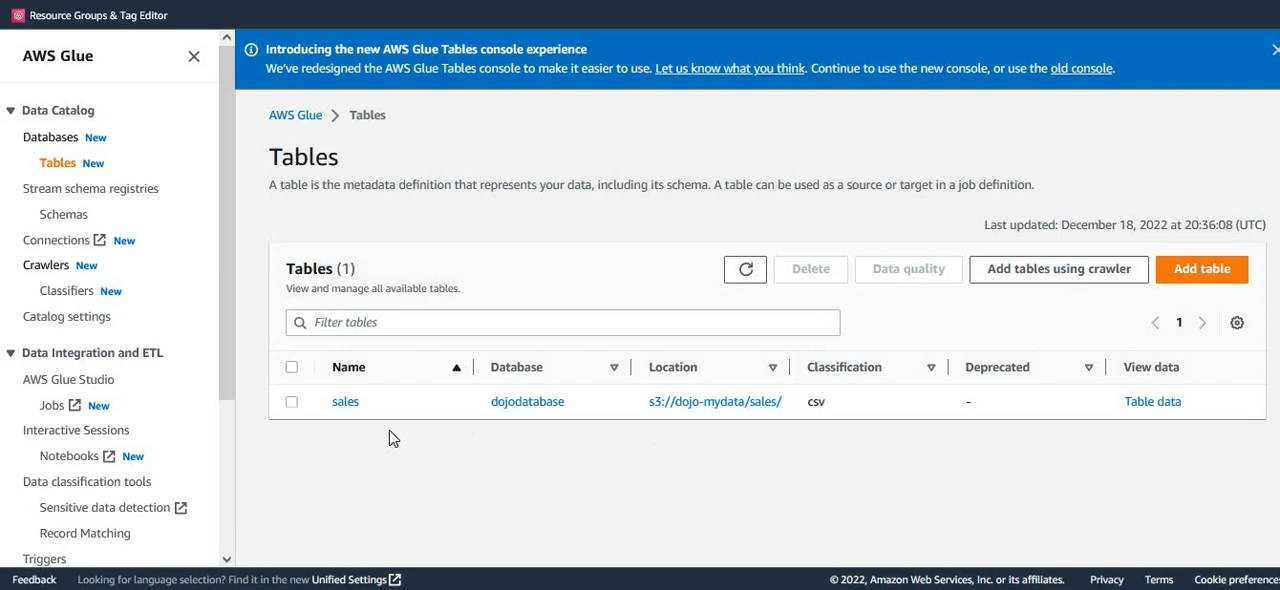 Resource Groups & Tag Editor
AWS Glue
Data Catalog
Databases New
Tables New
Stream schema registries
Schemas
Connections New
Crawlers New
Classifiers New
Catalog settings
Data Integration and ETL
AWS Glue Studio
Jobs New
Interactive Sessions
Notebooks New
Data classification tools
Sensitive data detection
Record Matching
Triggers
Introducing the new AWS Glue Tables console experience
We've redesigned the AWS Glue Tables console to make it easier to use. Let us know what you think. Continue to use the new console, or use the old console.
AWS Glue > Tables
Tables
A table is the metadata definition that represents your data, including its schema. A table can be used as a source or target in a job definition.
Last updated: December 18, 2022 at 20:36:08 (UTC)
Tables (1) Delete Data quality Add tables using crawler Add table
View and manage all available tables.
Filter tables 1
Name Database Location Classification Deprecated View data
sales dojodatabase s3://dojo-mydata/sales/ csv - Table data
Feedback Looking for language selection? Find it in the new Unified Settings © 2022, Amazon Web Services, Inc. or its affiliates. Privacy Terms Cookie preferences